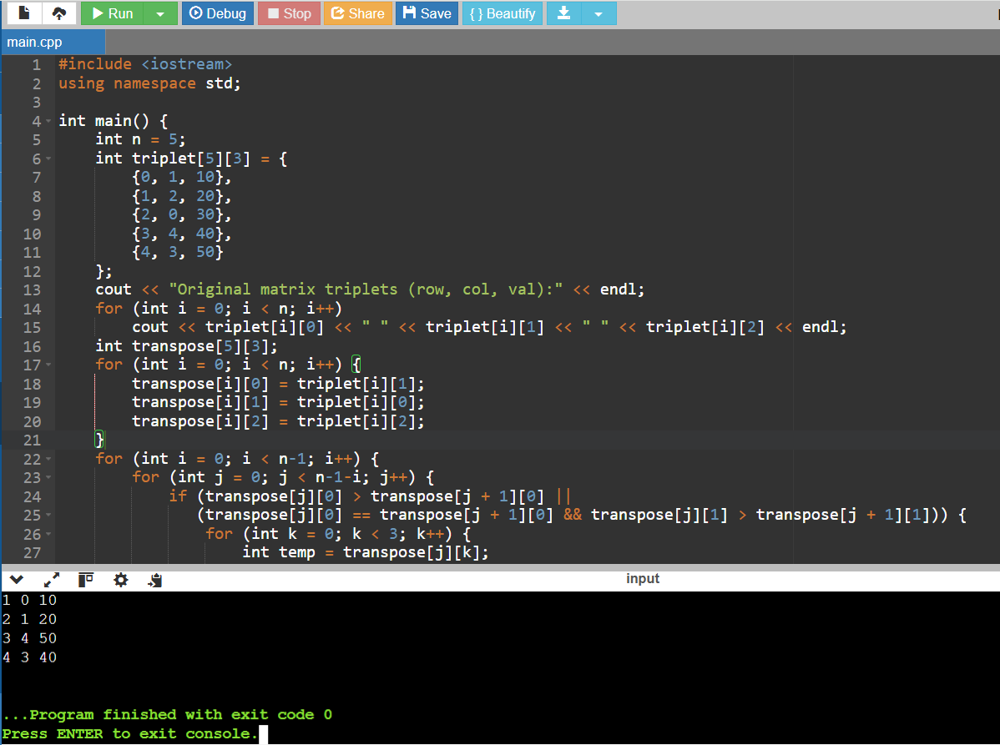 Run Debug Stop Share Save { } Beautify
main.cpp
1 #include <iostream>
2 using namespace std;
3
4 int main() {
5     int n = 5;
6     int triplet[5][3] = {
7         {0, 1, 10},
8         {1, 2, 20},
9         {2, 0, 30},
10         {3, 4, 40},
11         {4, 3, 50}
12     };
13     cout << "Original matrix triplets (row, col, val):" << endl;
14     for (int i = 0; i < n; i++)
15         cout << triplet[i][0] << " " << triplet[i][1] << " " << triplet[i][2] << endl;
16     int transpose[5][3];
17     for (int i = 0; i < n; i++) {
18         transpose[i][0] = triplet[i][1];
19         transpose[i][1] = triplet[i][0];
20         transpose[i][2] = triplet[i][2];
21     }
22     for (int i = 0; i < n-1; i++) {
23         for (int j = 0; j < n-1-i; j++) {
24             if (transpose[j][0] > transpose[j + 1][0] ||
25                (transpose[j][0] == transpose[j + 1][0] && transpose[j][1] > transpose[j + 1][1])) {
26                 for (int k = 0; k < 3; k++) {
27                     int temp = transpose[j][k];
input
1 0 10
2 1 20
3 4 50
4 3 40
...Program finished with exit code 0
Press ENTER to exit console.